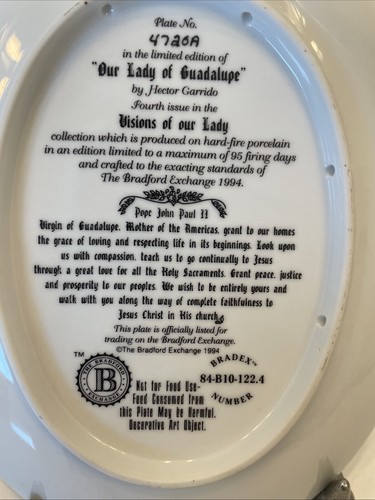 Plate No.
4720A
in the limited edition of
"Our Lady of Guadalupe"
by Hector Garrido
Fourth issue in the
Visions of our Lady
collection which is produced on hard-fire porcelain
in an edition limited to a maximum of 95 firing days
and crafted to the exacting standards of
The Bradford Exchange 1994.
Pope John Paul II
Virgin of Guadalupe, Mother of the Americas, grant to our homes
the grace of loving and respecting life in its beginnings. Look upon
us with compassion, teach us to go continually to Jesus
through a great love for all the Holy Sacraments. Grant peace, justice
and prosperity to our peoples. We wish to be entirely yours and
walk with you along the way of complete faithfulness to
Jesus Christ in His church.
This plate is officially listed for
trading on the Bradford Exchange.
©The Bradford Exchange 1994
TM
THE BRADFORD
B
EXCHANGE
Not for Food Use-
Food Consumed from
this Plate May be Harmful.
Decorative Art Object.
BRADEX™
84-B10-122.4
NUMBER